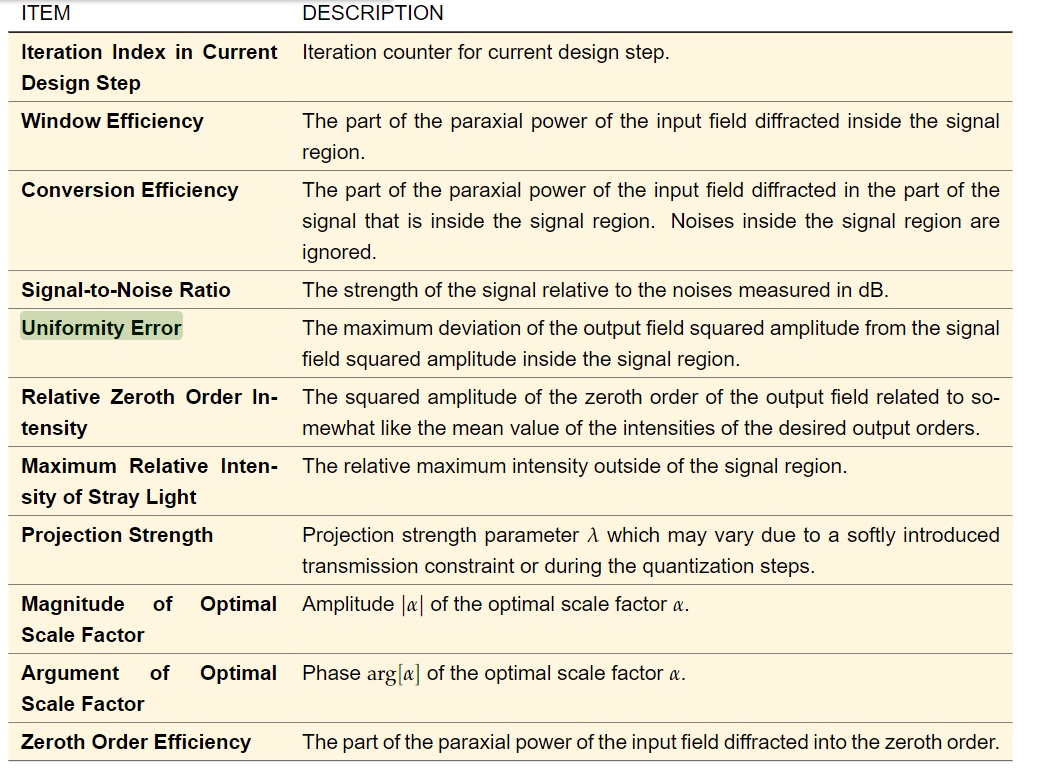 ITEM DESCRIPTION
Iteration Index in Current Iteration counter for current design step.
Design Step
Window Efficiency The part of the paraxial power of the input field diffracted inside the signal
region.
Conversion Efficiency The part of the paraxial power of the input field diffracted in the part of the
signal that is inside the signal region. Noises inside the signal region are
ignored.
Signal-to-Noise Ratio The strength of the signal relative to the noises measured in dB.
Uniformity Error The maximum deviation of the output field squared amplitude from the signal
field squared amplitude inside the signal region.
Relative Zeroth Order In- The squared amplitude of the zeroth order of the output field related to so-
tensity mewhat like the mean value of the intensities of the desired output orders.
Maximum Relative Inten- The relative maximum intensity outside of the signal region.
sity of Stray Light
Projection Strength Projection strength parameter λ which may vary due to a softly introduced
transmission constraint or during the quantization steps.
Magnitude of Optimal Amplitude |α| of the optimal scale factor α.
Scale Factor
Argument of Optimal Phase arg[α] of the optimal scale factor α.
Scale Factor
Zeroth Order Efficiency The part of the paraxial power of the input field diffracted into the zeroth order.